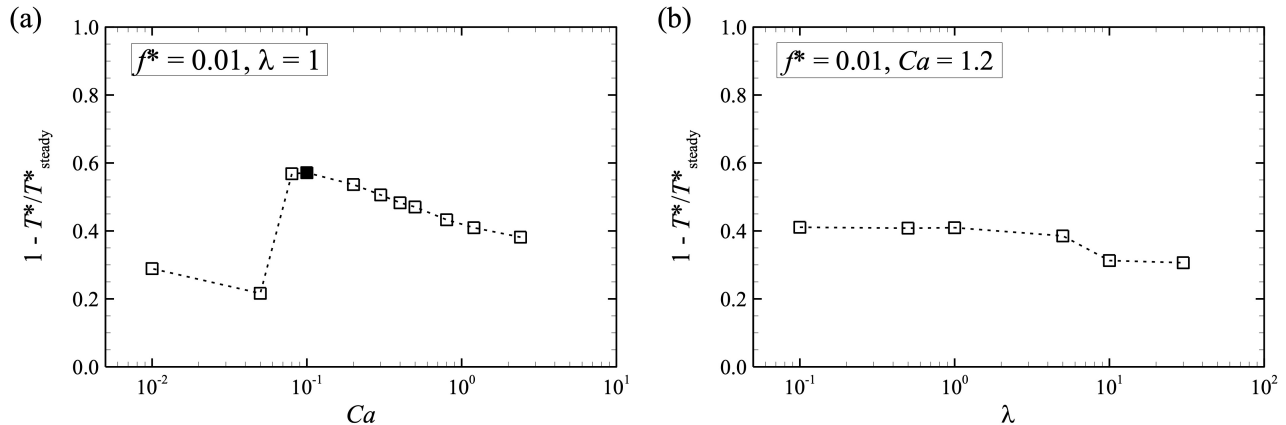 (a)
1.0
0.8
0.6
0.4
0.2
0.0
1 - T*/T*steady
f* = 0.01, λ = 1
10⁻² 10⁻¹ 10⁰ 10¹
Ca
(b)
1.0
0.8
0.6
0.4
0.2
0.0
1 - T*/T*steady
f* = 0.01, Ca = 1.2
10⁻¹ 10⁰ 10¹ 10²
λ